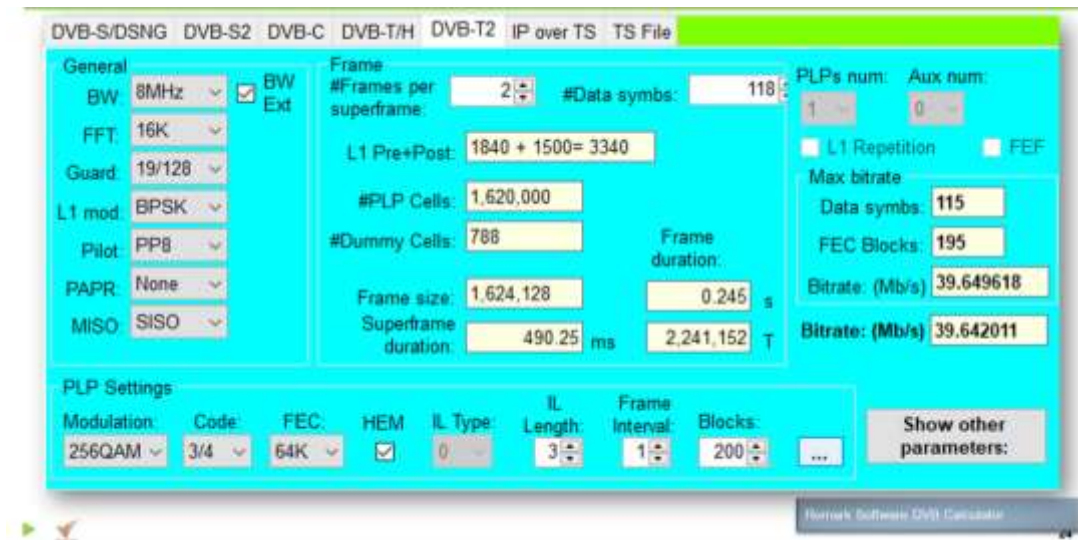 DVB-S/DSNG DVB-S2 DVB-C DVB-T/H DVB-T2 IP over TS TS File
General
BW: 8MHz BW Ext
FFT: 16K
Guard: 19/128
L1 mod: BPSK
Pilot: PP8
PAPR: None
MISO: SISO
Frame
#Frames per superframe: 2 #Data symbs: 118
L1 Pre+Post: 1840 + 1500= 3340
#PLP Cells: 1,620,000
#Dummy Cells: 788
Frame duration:
Frame size: 1,624,128 0.245 s
Superframe duration: 490.25 ms 2,241,152 T
PLPs num: Aux num:
1 0
L1 Repetition FEF
Max bitrate
Data symbs: 115
FEC Blocks: 195
Bitrate: (Mb/s) 39.649618
Bitrate: (Mb/s) 39.642011
PLP Settings
Modulation: Code: FEC: HEM IL Type: IL Length: Frame Interval: Blocks:
256QAM 3/4 64K 0 3 1 200 ...
Show other parameters:
Software DVB Calculator
24